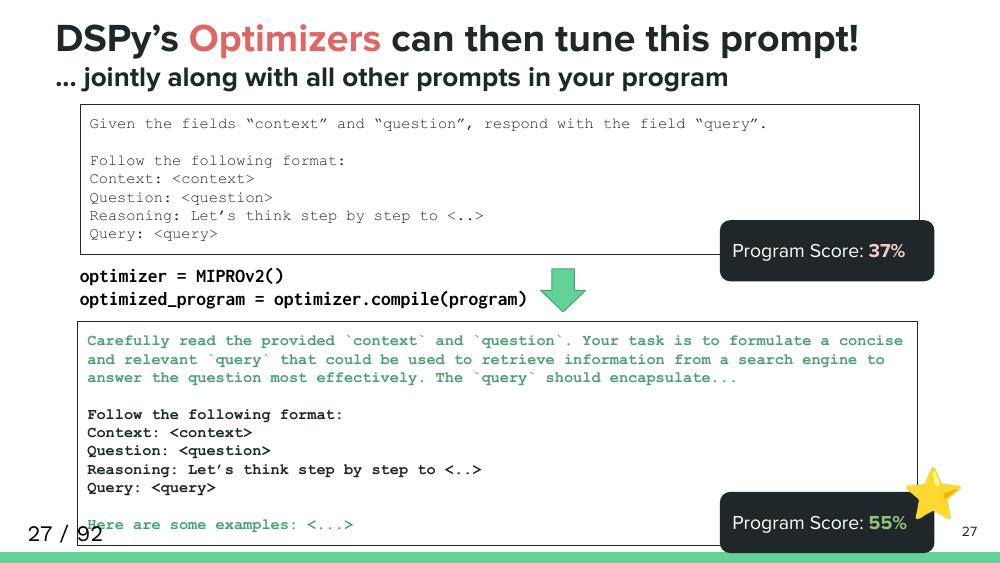 DSPy’s Optimizers can then tune this prompt!
... jointly along with all other prompts in your program
Given the fields “context” and “question”, respond with the field “query”.
Follow the following format:
Context: <context>
Question: <question>
Reasoning: Let’s think step by step to <..>
Query: <query>
Program Score: 37%
optimizer = MIPROv2()
optimized_program = optimizer.compile(program)
Carefully read the provided `context` and `question`. Your task is to formulate a concise
and relevant `query` that could be used to retrieve information from a search engine to
answer the question most effectively. The `query` should encapsulate...
Follow the following format:
Context: <context>
Question: <question>
Reasoning: Let’s think step by step to <..>
Query: <query>
Here are some examples: <...>
Program Score: 55%
27 / 92
27